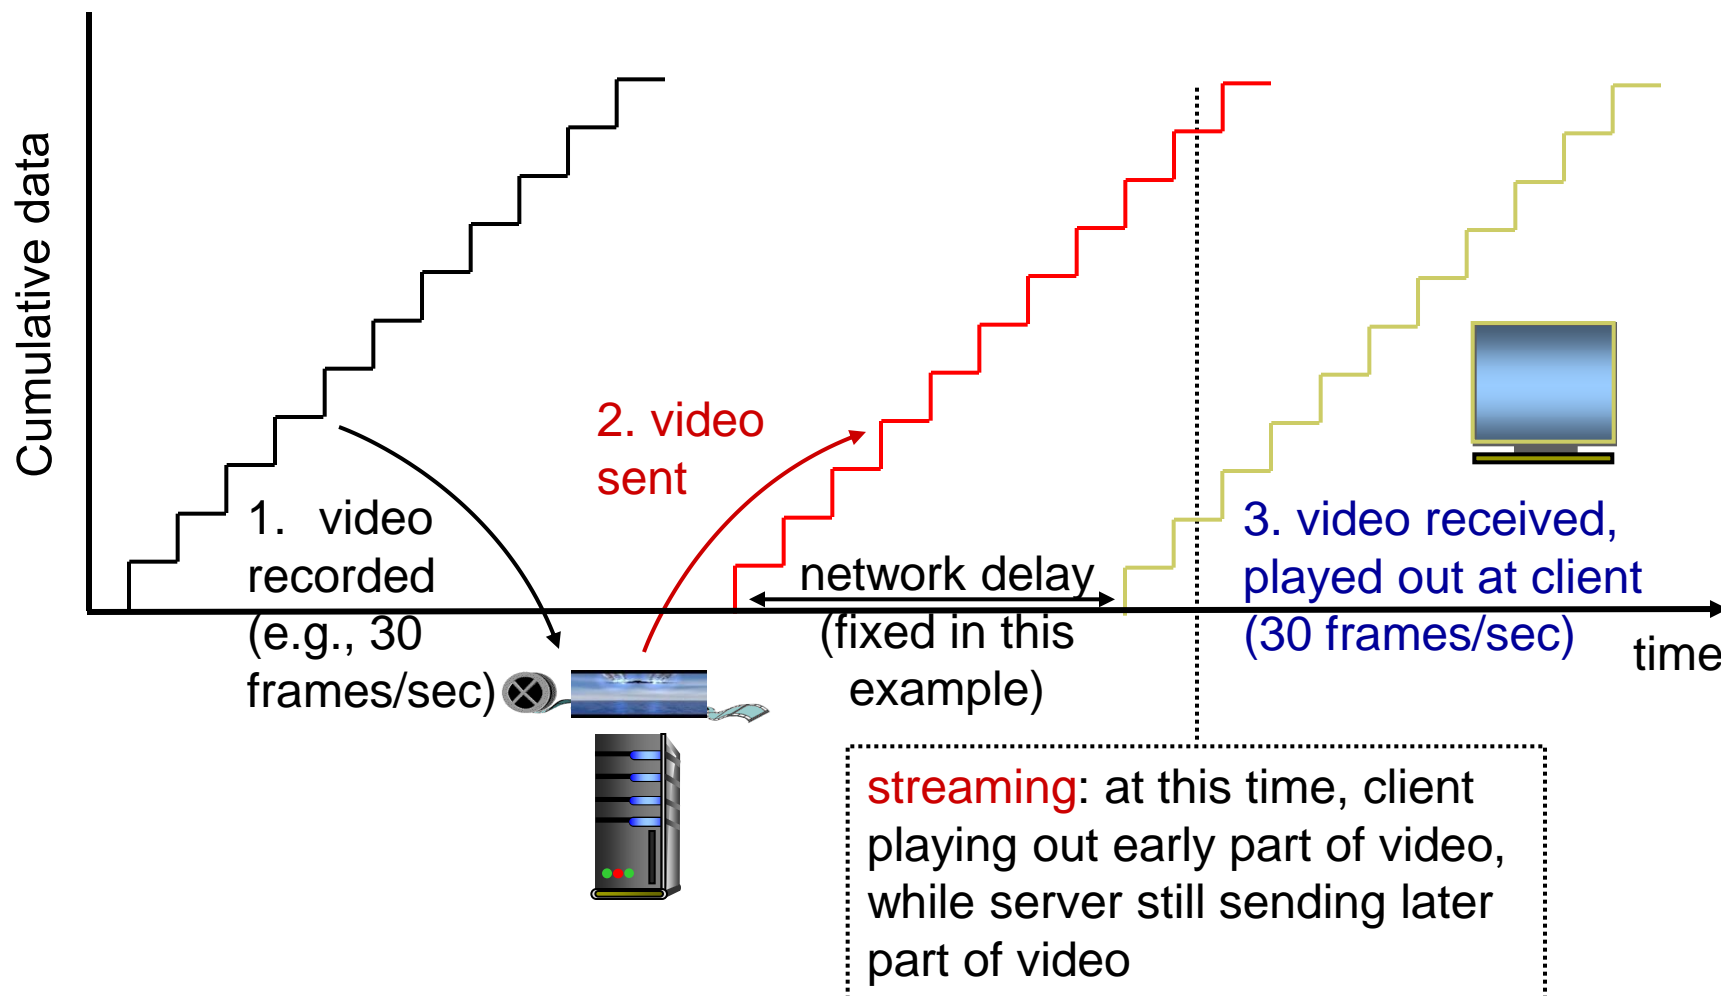 Cumulative data
1. video
recorded
(e.g., 30
frames/sec)
2. video
sent
network delay
(fixed in this
example)
3. video received,
played out at client
(30 frames/sec)
time
streaming: at this time, client
playing out early part of video,
while server still sending later
part of video